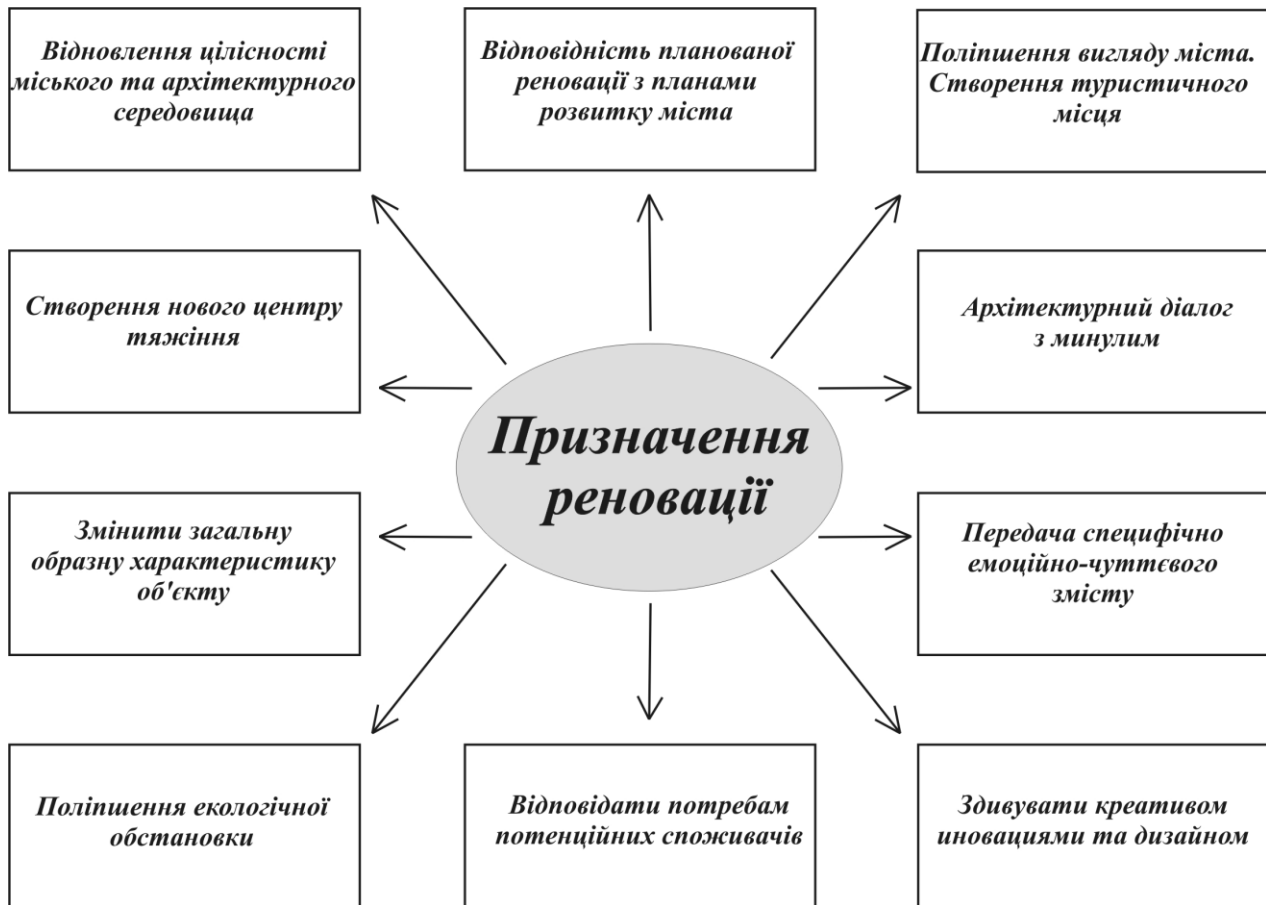 Відновлення цілісності
міського та архітектурного
середовища
Відповідність планованої
реновації з планами
розвитку міста
Поліпшення вигляду міста.
Створення туристичного
місця
Створення нового центру
тяжіння
Архітектурний діалог
з минулим
Призначення
реновації
Змінити загальну
образну характеристику
об'єкту
Передача специфічно
емоційно-чуттєвого
змісту
Поліпшення екологічної
обстановки
Відповідати потребам
потенційних споживачів
Здивувати креативом
иновациями та дизайном